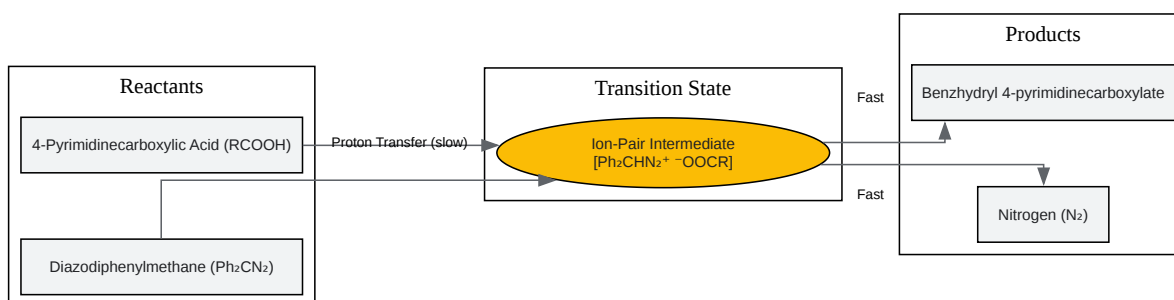 Reactants
4-Pyrimidinecarboxylic Acid (RCOOH)
Diazodiphenylmethane (Ph₂CN₂)
Proton Transfer (slow)
Transition State
Ion-Pair Intermediate
[Ph₂CHN₂⁺ ⁻OOCR]
Fast
Fast
Products
Benzhydryl 4-pyrimidinecarboxylate
Nitrogen (N₂)